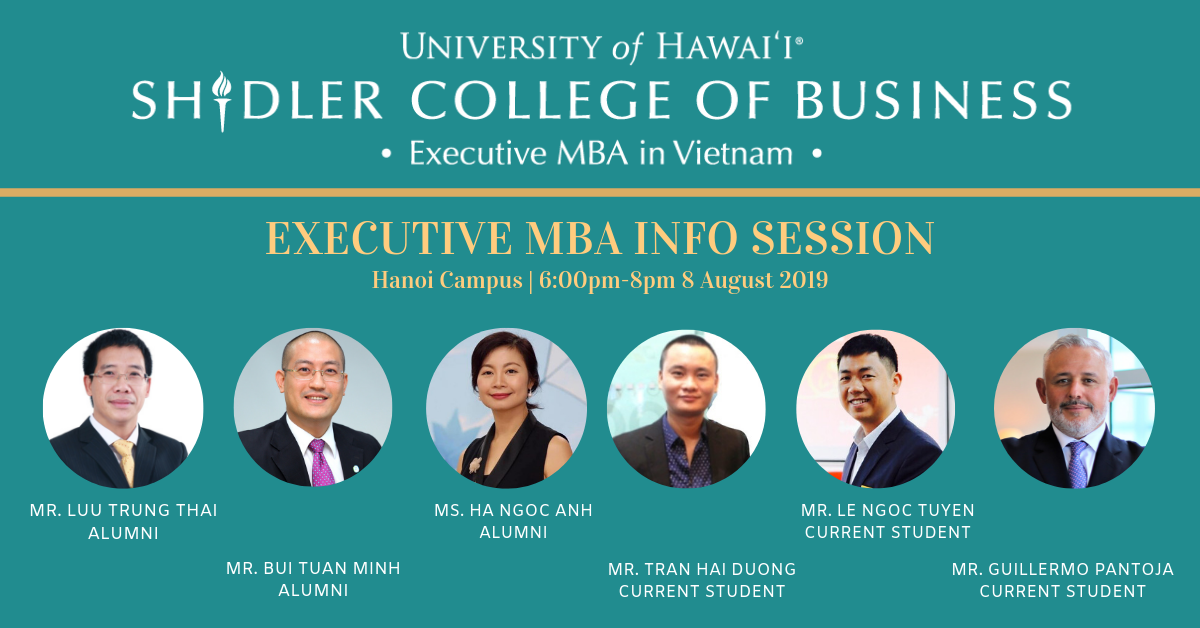 UNIVERSITY of HAWAIʻI®
SHIDLER COLLEGE OF BUSINESS
• Executive MBA in Vietnam •
EXECUTIVE MBA INFO SESSION
Hanoi Campus | 6:00pm-8pm 8 August 2019
MR. LUU TRUNG THAI
ALUMNI
MR. BUI TUAN MINH
ALUMNI
MS. HA NGOC ANH
ALUMNI
MR. TRAN HAI DUONG
CURRENT STUDENT
MR. LE NGOC TUYEN
CURRENT STUDENT
MR. GUILLERMO PANTOJA
CURRENT STUDENT